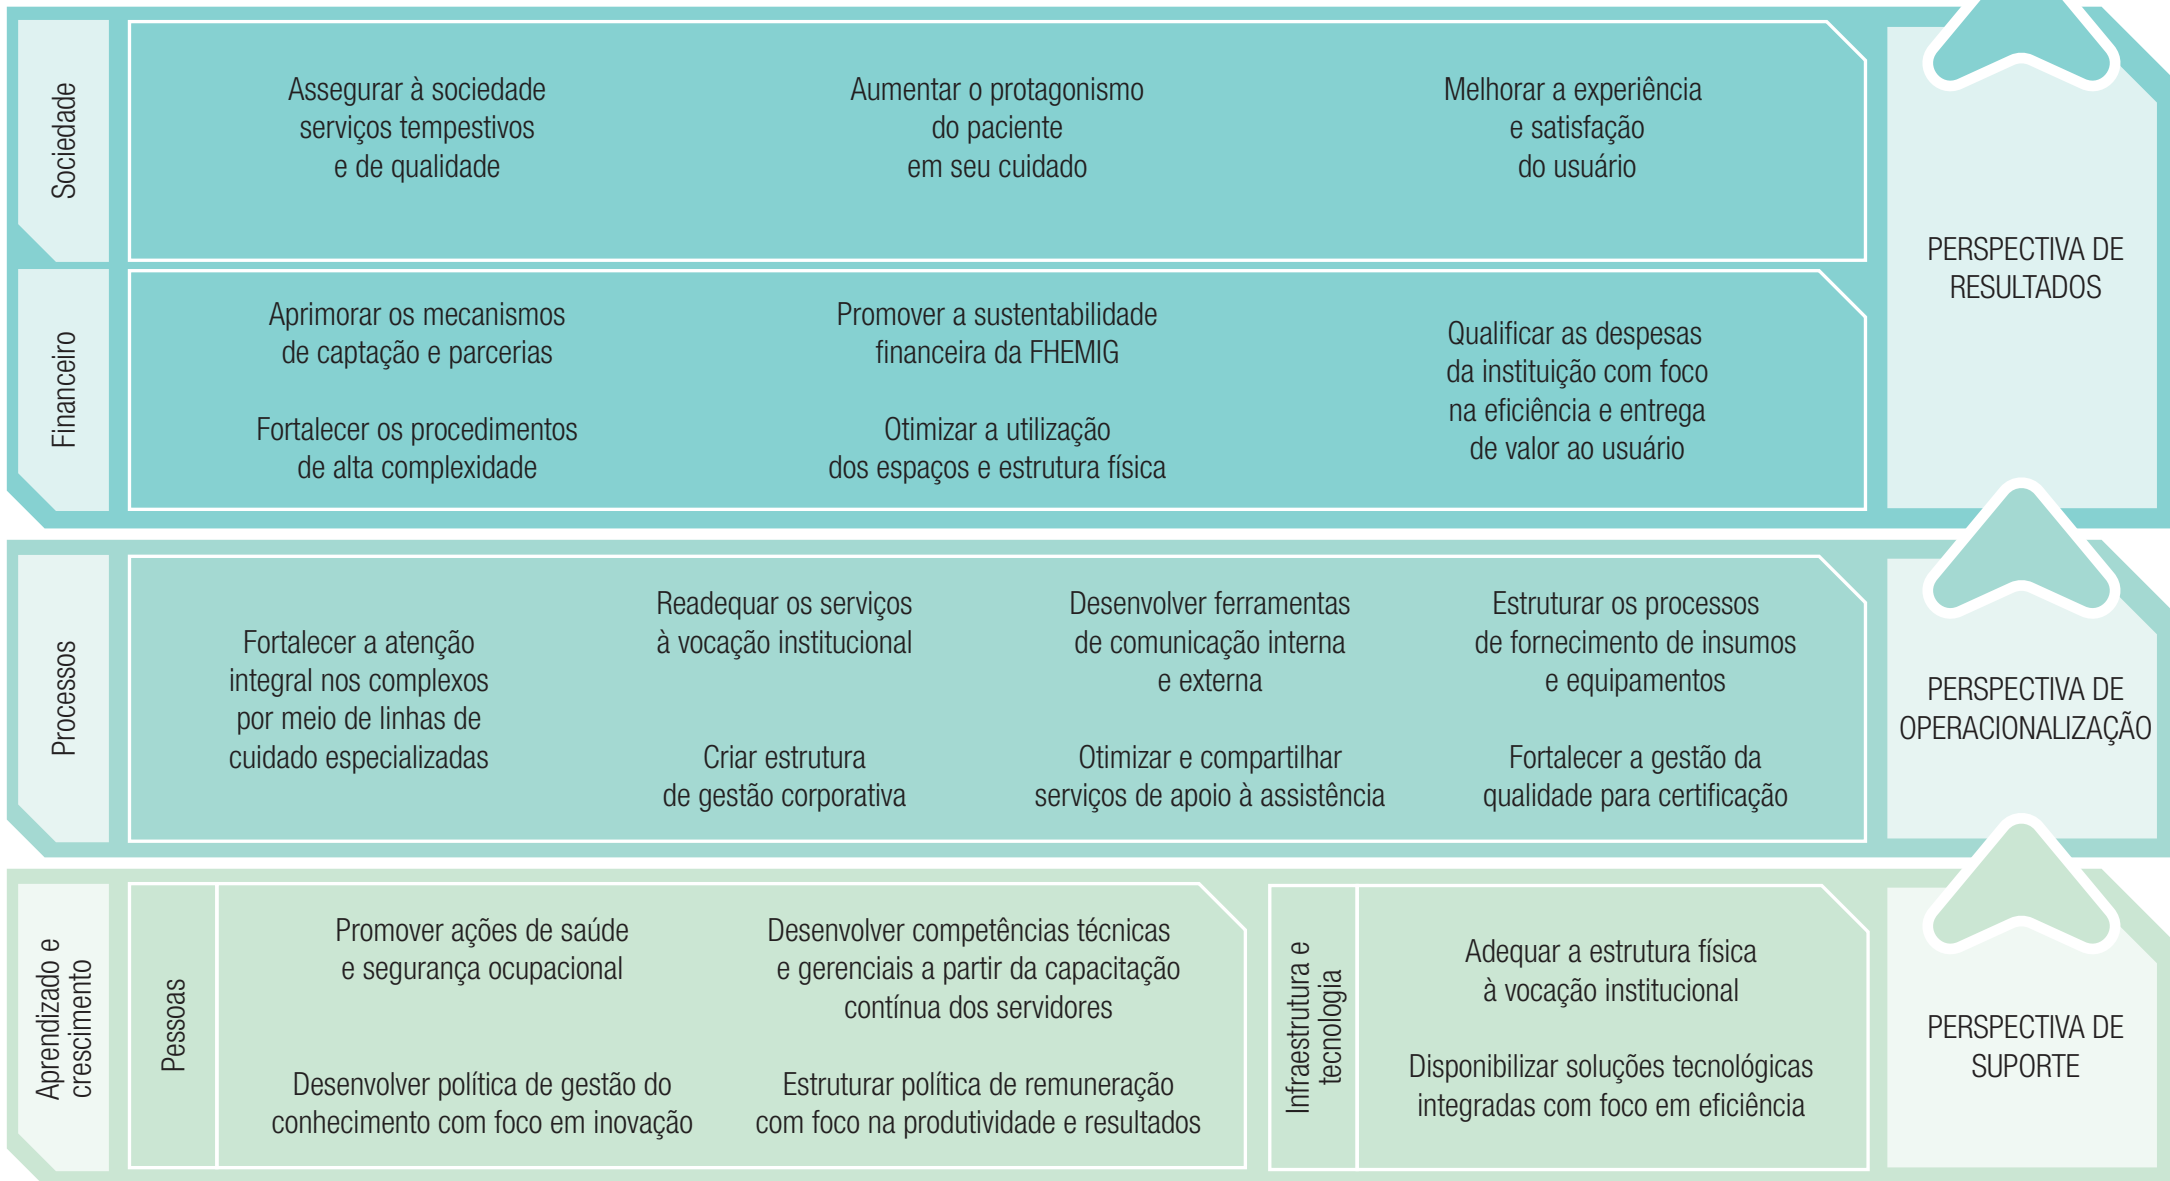 Sociedade
Assegurar à sociedade
serviços tempestivos
e de qualidade
Aumentar o protagonismo
do paciente
em seu cuidado
Melhorar a experiência
e satisfação
do usuário
Financeiro
Aprimorar os mecanismos
de captação e parcerias
Fortalecer os procedimentos
de alta complexidade
Promover a sustentabilidade
financeira da FHEMIG
Otimizar a utilização
dos espaços e estrutura física
Qualificar as despesas
da instituição com foco
na eficiência e entrega
de valor ao usuário
PERSPECTIVA DE
RESULTADOS
Processos
Fortalecer a atenção
integral nos complexos
por meio de linhas de
cuidado especializadas
Readequar os serviços
à vocação institucional
Criar estrutura
de gestão corporativa
Desenvolver ferramentas
de comunicação interna
e externa
Otimizar e compartilhar
serviços de apoio à assistência
Estruturar os processos
de fornecimento de insumos
e equipamentos
Fortalecer a gestão da
qualidade para certificação
PERSPECTIVA DE
OPERACIONALIZAÇÃO
Aprendizado e
crescimento
Pessoas
Promover ações de saúde
e segurança ocupacional
Desenvolver política de gestão do
conhecimento com foco em inovação
Desenvolver competências técnicas
e gerenciais a partir da capacitação
contínua dos servidores
Estruturar política de remuneração
com foco na produtividade e resultados
Infraestrutura e
tecnologia
Adequar a estrutura física
à vocação institucional
Disponibilizar soluções tecnológicas
integradas com foco em eficiência
PERSPECTIVA DE
SUPORTE